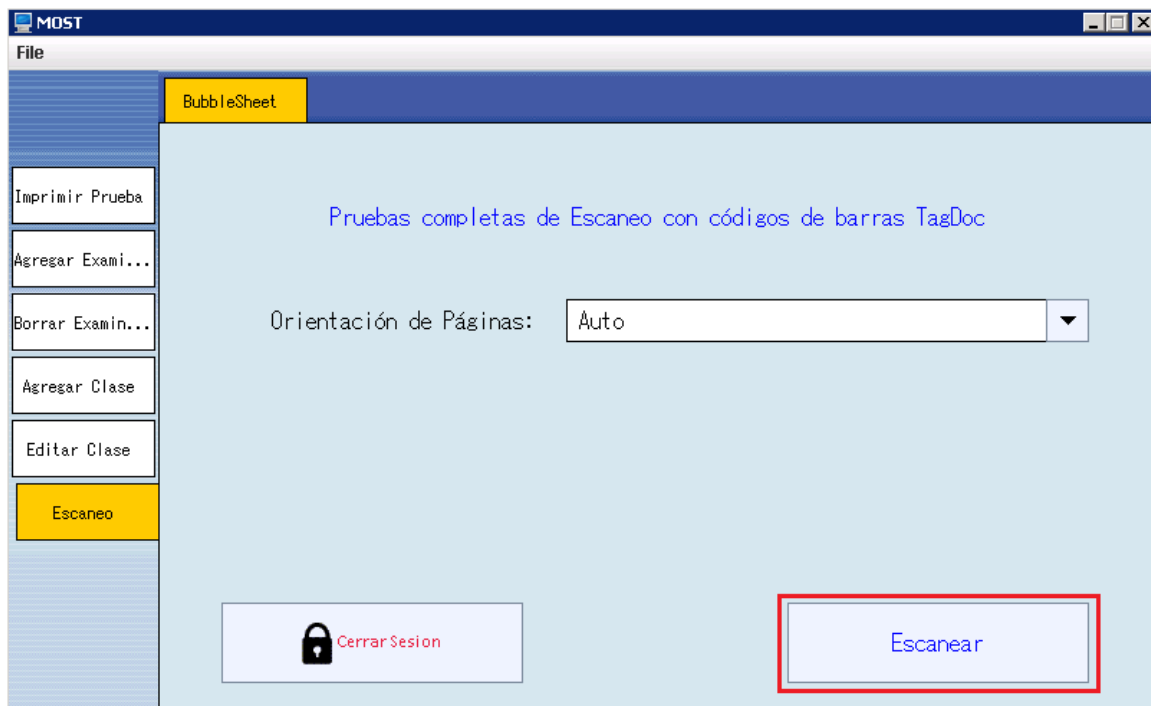 MOST
File
BubbleSheet
Imprimir Prueba
Agregar Exami...
Borrar Examin...
Agregar Clase
Editar Clase
Escaneo
Pruebas completas de Escaneo con códigos de barras TagDoc
Orientación de Páginas: Auto
Cerrar Sesion
Escanear